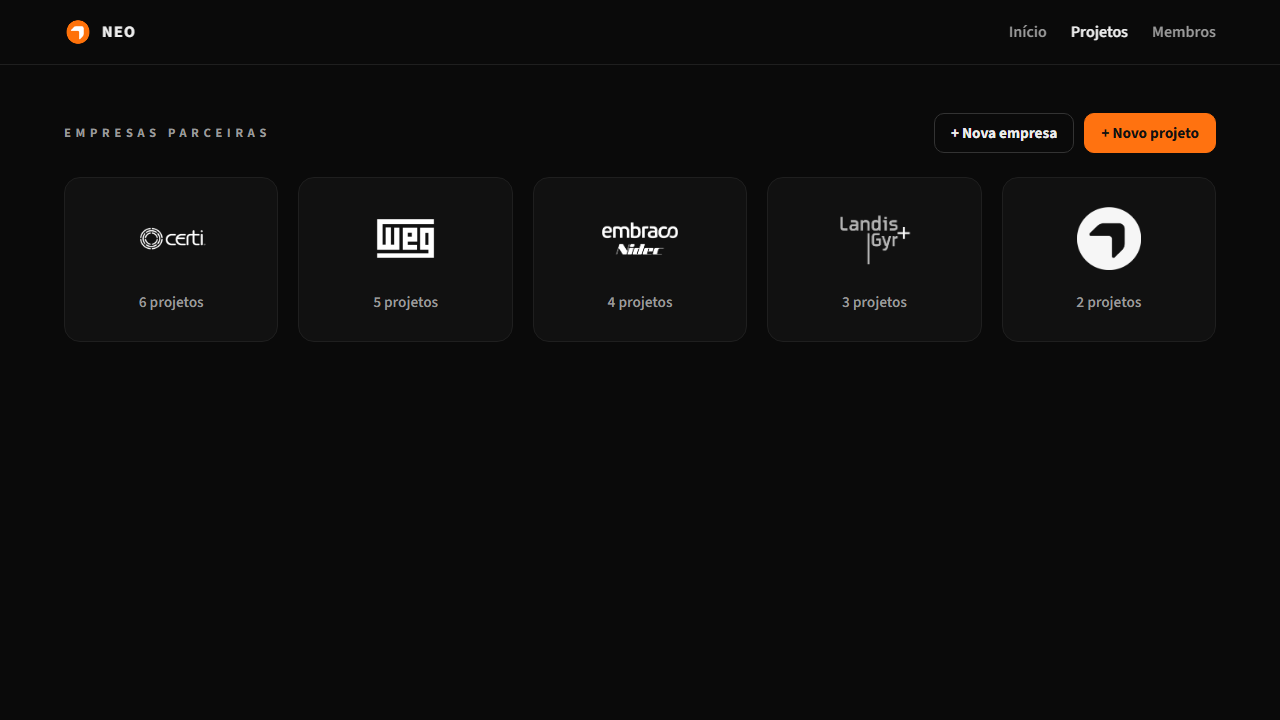 NEO
Início Projetos Membros
EMPRESAS PARCEIRAS
+ Nova empresa + Novo projeto
certi
weg
embraco
Nidec
Landis
Gyr+
6 projetos 5 projetos 4 projetos 3 projetos 2 projetos